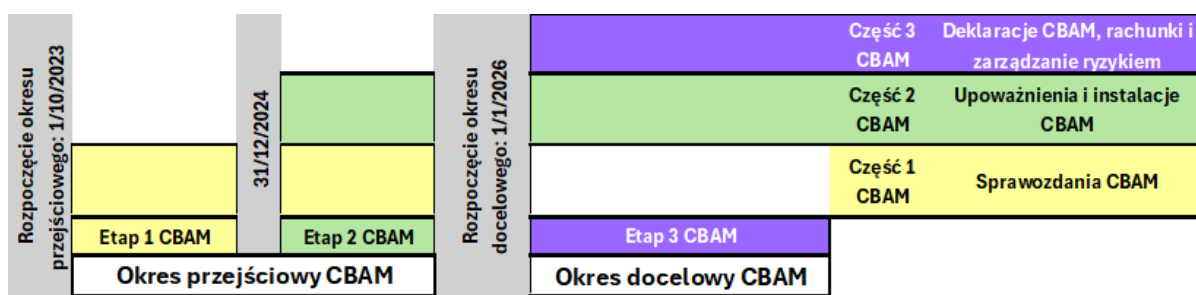 Rozpoczęcie okresu
przejściowego: 1/10/2023
31/12/2024
Rozpoczęcie okresu
docelowego: 1/1/2026
Część 3
CBAM
Deklaracje CBAM, rachunki i
zarządzanie ryzykiem
Część 2
CBAM
Upoważnienia i instalacje
CBAM
Część 1
CBAM
Sprawozdania CBAM
Etap 1 CBAM
Etap 2 CBAM
Etap 3 CBAM
Okres przejściowy CBAM
Okres docelowy CBAM